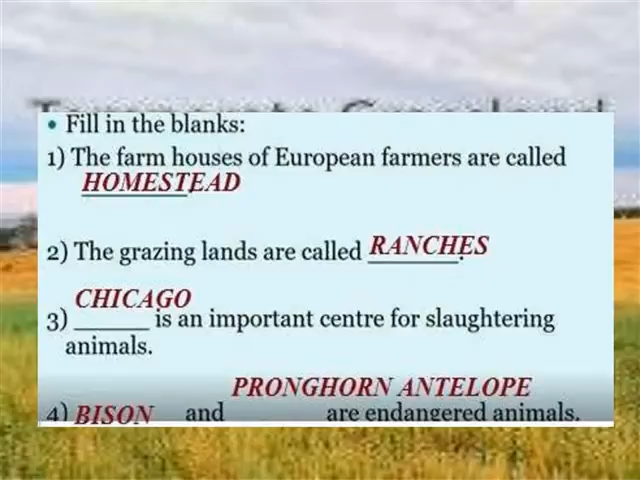 • Fill in the blanks:
1) The farm houses of European farmers are called
HOMESTEAD.
2) The grazing lands are called RANCHES.
CHICAGO
3) _____ is an important centre for slaughtering
animals.
PRONGHORN ANTELOPE
4) BISON and _______ are endangered animals.